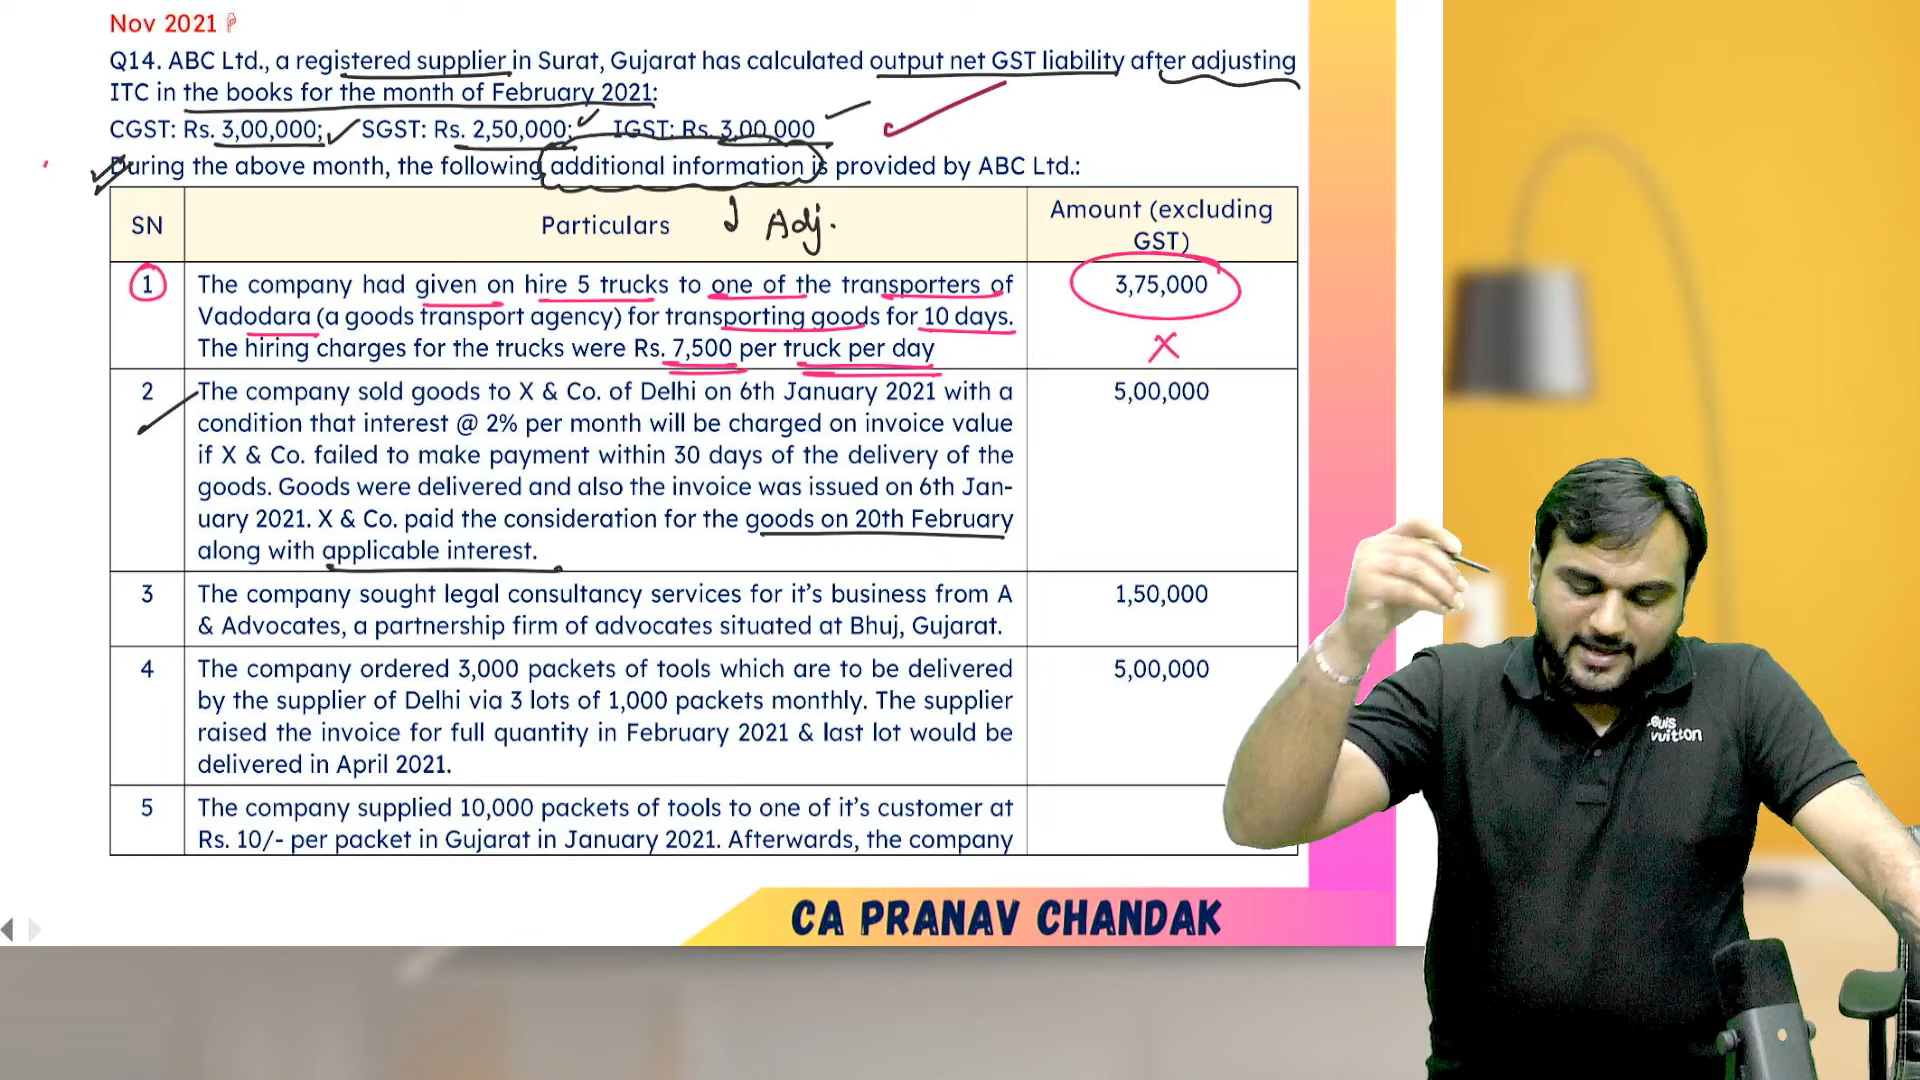 Nov 2021
Q14. ABC Ltd., a registered supplier in Surat, Gujarat has calculated output net GST liability after adjusting
ITC in the books for the month of February 2021:
CGST: Rs. 3,00,000; SGST: Rs. 2,50,000; IGST: Rs. 3,00,000
During the above month, the following additional information is provided by ABC Ltd.:
SN Particulars Adj. Amount (excluding
GST)
1 The company had given on hire 5 trucks to one of the transporters of 3,75,000
Vadodara (a goods transport agency) for transporting goods for 10 days. X
The hiring charges for the trucks were Rs. 7,500 per truck per day
2 The company sold goods to X & Co. of Delhi on 6th January 2021 with a 5,00,000
condition that interest @ 2% per month will be charged on invoice value
if X & Co. failed to make payment within 30 days of the delivery of the
goods. Goods were delivered and also the invoice was issued on 6th Jan-
uary 2021. X & Co. paid the consideration for the goods on 20th February
along with applicable interest.
3 The company sought legal consultancy services for it's business from A 1,50,000
& Advocates, a partnership firm of advocates situated at Bhuj, Gujarat.
4 The company ordered 3,000 packets of tools which are to be delivered 5,00,000
by the supplier of Delhi via 3 lots of 1,000 packets monthly. The supplier
raised the invoice for full quantity in February 2021 & last lot would be
delivered in April 2021.
5 The company supplied 10,000 packets of tools to one of it's customer at
Rs. 10/- per packet in Gujarat in January 2021. Afterwards, the company
CA PRANAV CHANDAK
Louis
Vuitton